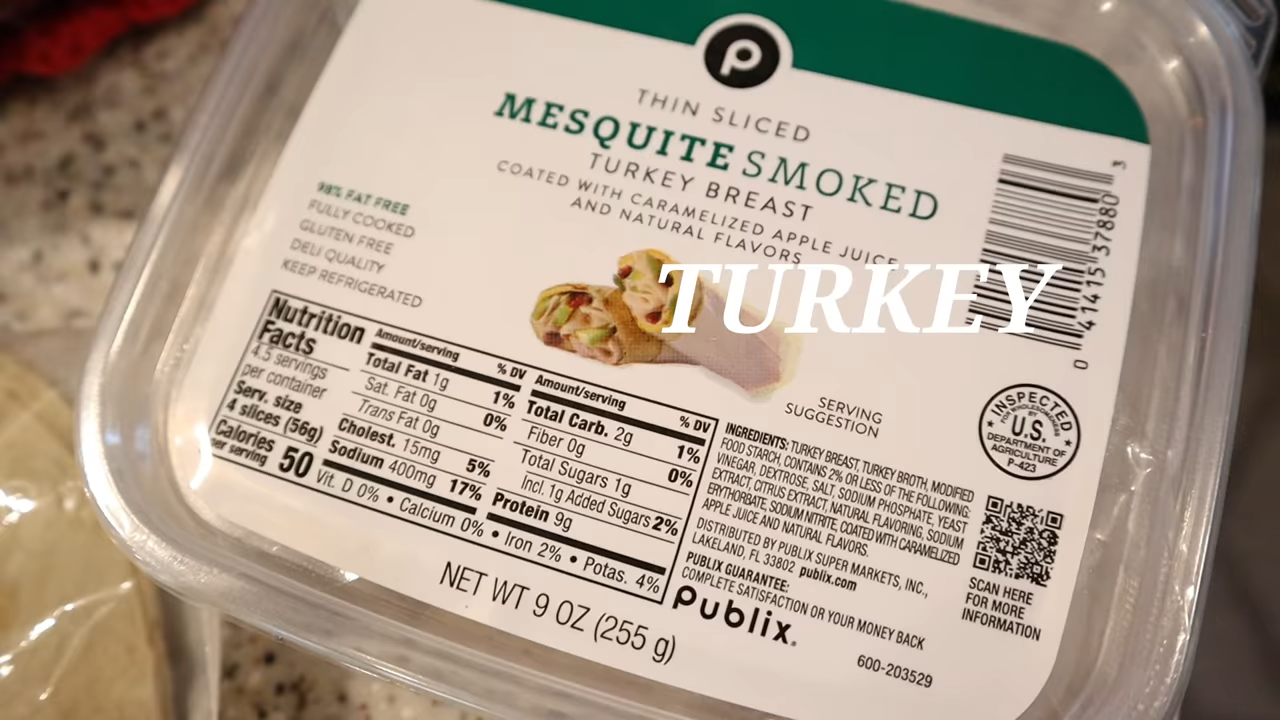 P
THIN SLICED
MESQUITE SMOKED
TURKEY BREAST
COATED WITH CARAMELIZED APPLE JUICE
AND NATURAL FLAVORS
98% FAT FREE
FULLY COOKED
GLUTEN FREE
DELI QUALITY
KEEP REFRIGERATED
TURKEY
0 41415 37880 3
SERVING
SUGGESTION
Nutrition
Facts
4.5 servings
per container
Serv. size
4 slices (56g)
Calories
per serving 50
Amount/serving % DV
Total Fat 1g 1%
Sat. Fat 0g 0%
Trans Fat 0g
Cholest. 15mg 5%
Sodium 400mg 17%
Amount/serving % DV
Total Carb. 2g 1%
Fiber 0g 0%
Total Sugars 1g
Incl. 1g Added Sugars 2%
Protein 9g
Vit. D 0% • Calcium 0% • Iron 2% • Potas. 4%
NET WT 9 OZ (255 g)
INGREDIENTS: TURKEY BREAST, TURKEY BROTH, MODIFIED
FOOD STARCH, CONTAINS 2% OR LESS OF THE FOLLOWING:
VINEGAR, DEXTROSE, SALT, SODIUM PHOSPHATE, YEAST
EXTRACT, CITRUS EXTRACT, NATURAL FLAVORING, SODIUM
ERYTHORBATE, SODIUM NITRITE, COATED WITH CARAMELIZED
APPLE JUICE AND NATURAL FLAVORS.
DISTRIBUTED BY PUBLIX SUPER MARKETS, INC.,
LAKELAND, FL 33802 publix.com
PUBLIX GUARANTEE:
COMPLETE SATISFACTION OR YOUR MONEY BACK
Publix.
600-203529
INSPECTED
FOR WHOLESOMENESS
BY
U.S.
DEPARTMENT OF
AGRICULTURE
P-423
SCAN HERE
FOR MORE
INFORMATION